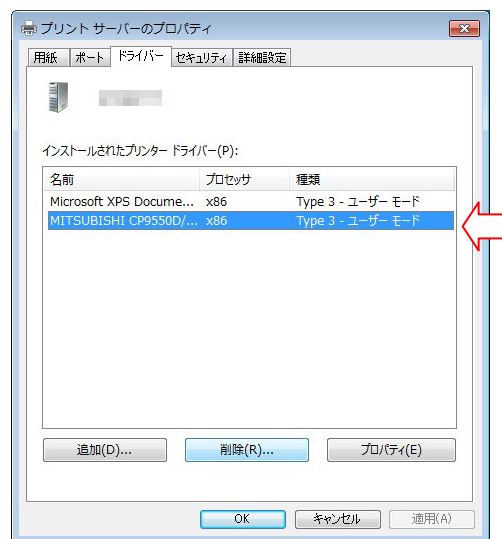 プリント サーバーのプロパティ
用紙 ポート ドライバー セキュリティ 詳細設定
インストールされたプリンター ドライバー(P):
名前 プロセッサ 種類
Microsoft XPS Docume... x86 Type 3 - ユーザー モード
MITSUBISHI CP9550D/... x86 Type 3 - ユーザー モード
追加(D)... 削除(R)... プロパティ(E)
OK キャンセル 適用(A)